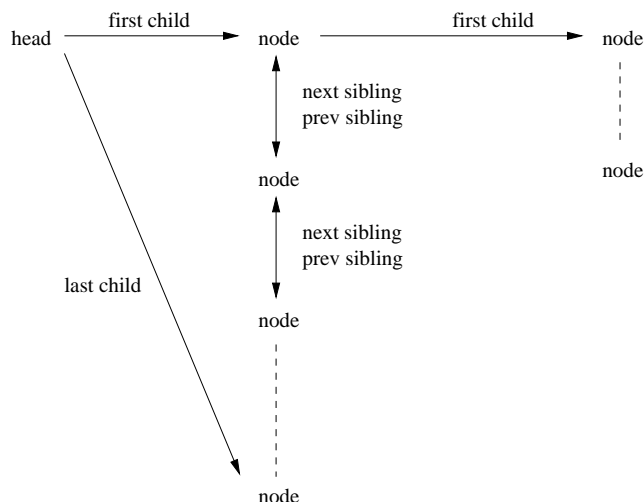 first child
first child
head
node
node
next sibling
prev sibling
node
node
next sibling
prev sibling
last child
node
node